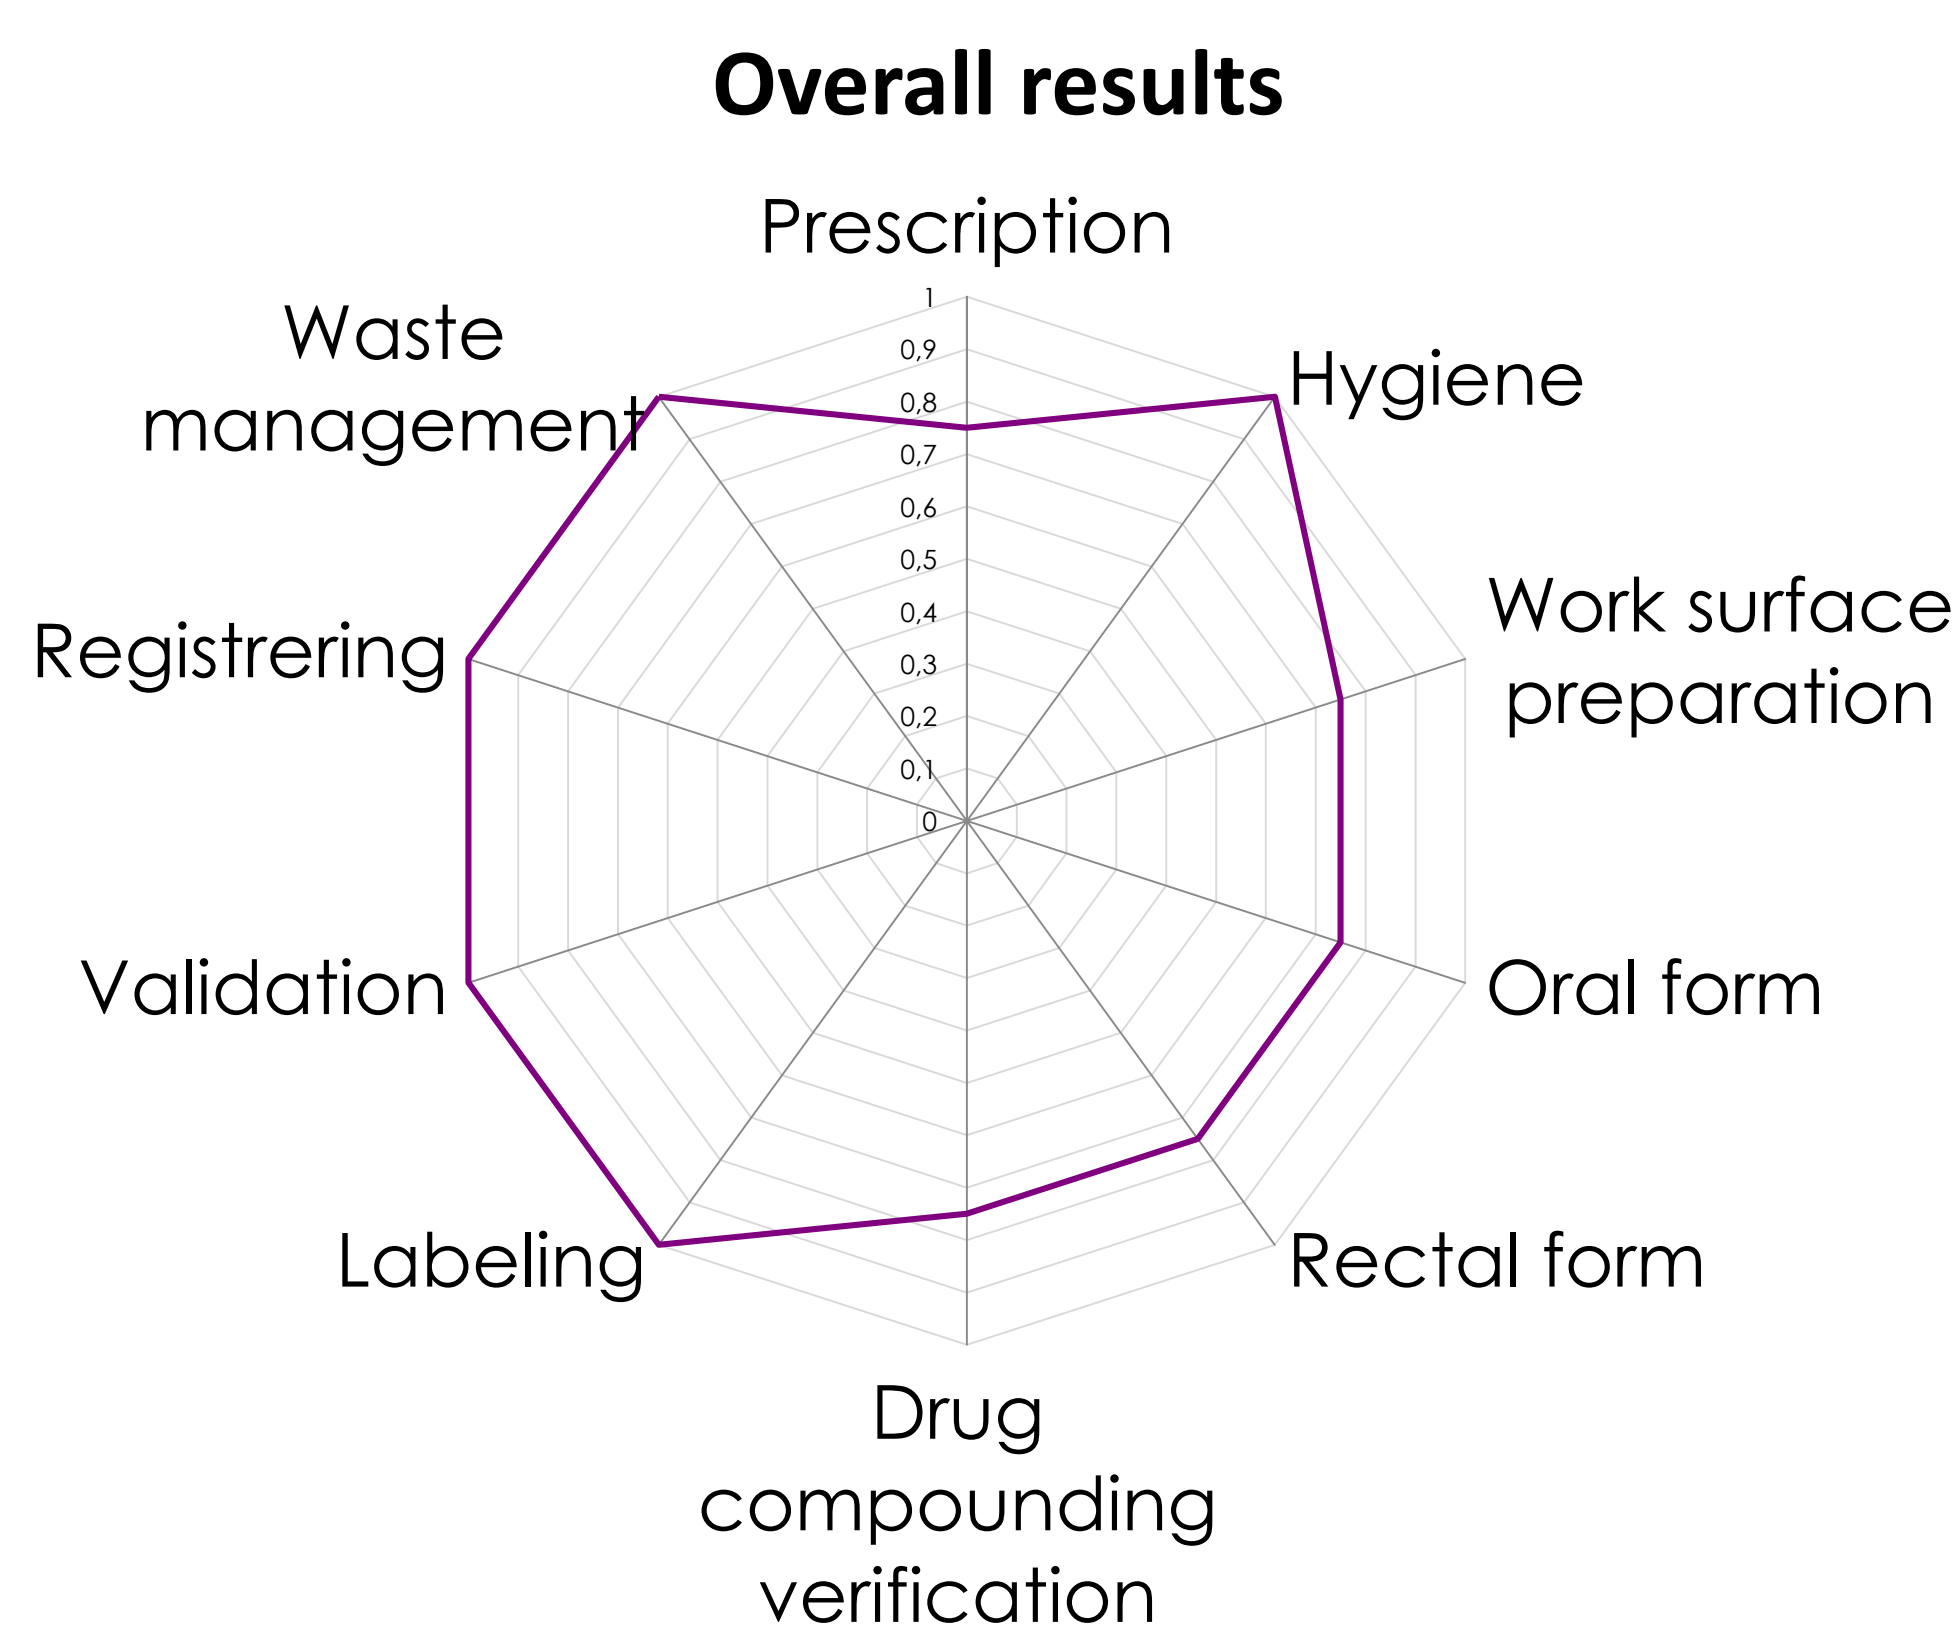 Overall results
Prescription
Hygiene
Work surface
preparation
Oral form
Rectal form
Drug
compounding
verification
Labeling
Validation
Registrering
Waste
management
1
0,9
0,8
0,7
0,6
0,5
0,4
0,3
0,2
0,1
0